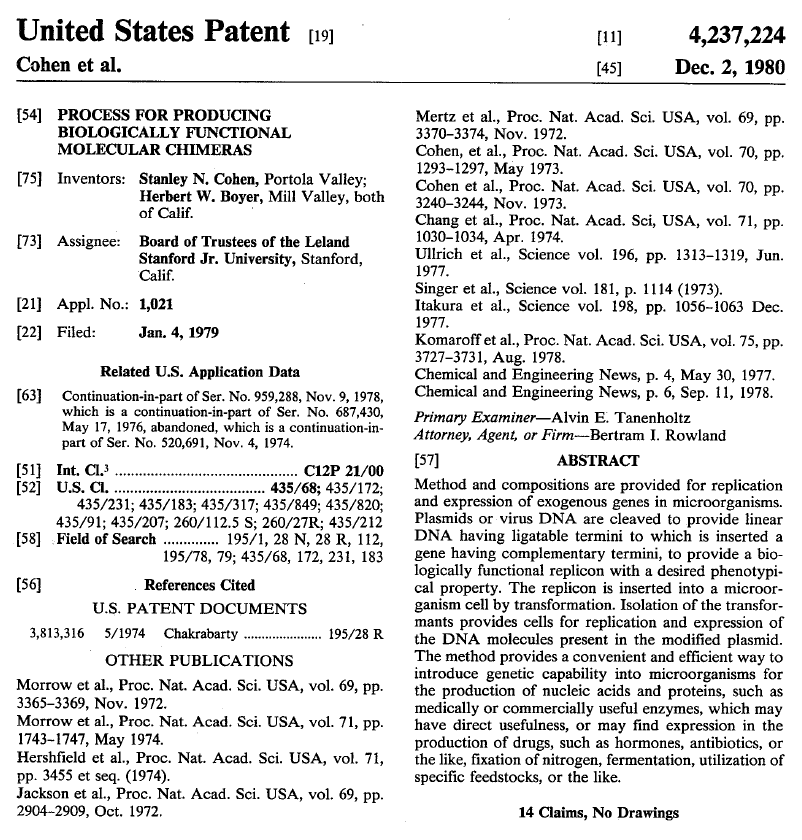 United States Patent [19]
[11] 4,237,224
Cohen et al.
[45] Dec. 2, 1980
[54] PROCESS FOR PRODUCING
BIOLOGICALLY FUNCTIONAL
MOLECULAR CHIMERAS
[75] Inventors: Stanley N. Cohen, Portola Valley;
Herbert W. Boyer, Mill Valley, both
of Calif.
[73] Assignee: Board of Trustees of the Leland
Stanford Jr. University, Stanford,
Calif.
[21] Appl. No.: 1,021
[22] Filed: Jan. 4, 1979
Related U.S. Application Data
[63] Continuation-in-part of Ser. No. 959,288, Nov. 9, 1978,
which is a continuation-in-part of Ser. No. 687,430,
May 17, 1976, abandoned, which is a continuation-in-
part of Ser. No. 520,691, Nov. 4, 1974.
[51] Int. Cl.³ ............................................. C12P 21/00
[52] U.S. Cl. ...................................... 435/68; 435/172;
435/231; 435/183; 435/317; 435/849; 435/820;
435/91; 435/207; 260/112.5 S; 260/27R; 435/212
[58] Field of Search .............. 195/1, 28 N, 28 R, 112,
195/78, 79; 435/68, 172, 231, 183
[56] References Cited
U.S. PATENT DOCUMENTS
3,813,316 5/1974 Chakrabarty .................... 195/28 R
OTHER PUBLICATIONS
Morrow et al., Proc. Nat. Acad. Sci. USA, vol. 69, pp.
3365-3369, Nov. 1972.
Morrow et al., Proc. Nat. Acad. Sci. USA, vol. 71, pp.
1743-1747, May 1974.
Hershfield et al., Proc. Nat. Acad. Sci. USA, vol. 71,
pp. 3455 et seq. (1974).
Jackson et al., Proc. Nat. Acad. Sci. USA, vol. 69, pp.
2904-2909, Oct. 1972.
Mertz et al., Proc. Nat. Acad. Sci. USA, vol. 69, pp.
3370-3374, Nov. 1972.
Cohen, et al., Proc. Nat. Acad. Sci, USA, vol. 70, pp.
1293-1297, May 1973.
Cohen et al., Proc. Nat. Acad. Sci. USA, vol. 70, pp.
3240-3244, Nov. 1973.
Chang et al., Proc. Nat. Acad. Sci, USA, vol. 71, pp.
1030-1034, Apr. 1974.
Ullrich et al., Science vol. 196, pp. 1313-1319, Jun.
1977.
Singer et al., Science vol. 181, p. 1114 (1973).
Itakura et al., Science vol. 198, pp. 1056-1063 Dec.
1977.
Komaroff et al., Proc. Nat. Acad. Sci. USA, vol. 75, pp.
3727-3731, Aug. 1978.
Chemical and Engineering News, p. 4, May 30, 1977.
Chemical and Engineering News, p. 6, Sep. 11, 1978.
Primary Examiner—Alvin E. Tanenholtz
Attorney, Agent, or Firm—Bertram I. Rowland
[57] ABSTRACT
Method and compositions are provided for replication
and expression of exogenous genes in microorganisms.
Plasmids or virus DNA are cleaved to provide linear
DNA having ligatable termini to which is inserted a
gene having complementary termini, to provide a bio-
logically functional replicon with a desired phenotypi-
cal property. The replicon is inserted into a microor-
ganism cell by transformation. Isolation of the transfor-
mants provides cells for replication and expression of
the DNA molecules present in the modified plasmid.
The method provides a convenient and efficient way to
introduce genetic capability into microorganisms for
the production of nucleic acids and proteins, such as
medically or commercially useful enzymes, which may
have direct usefulness, or may find expression in the
production of drugs, such as hormones, antibiotics, or
the like, fixation of nitrogen, fermentation, utilization of
specific feedstocks, or the like.
14 Claims, No Drawings